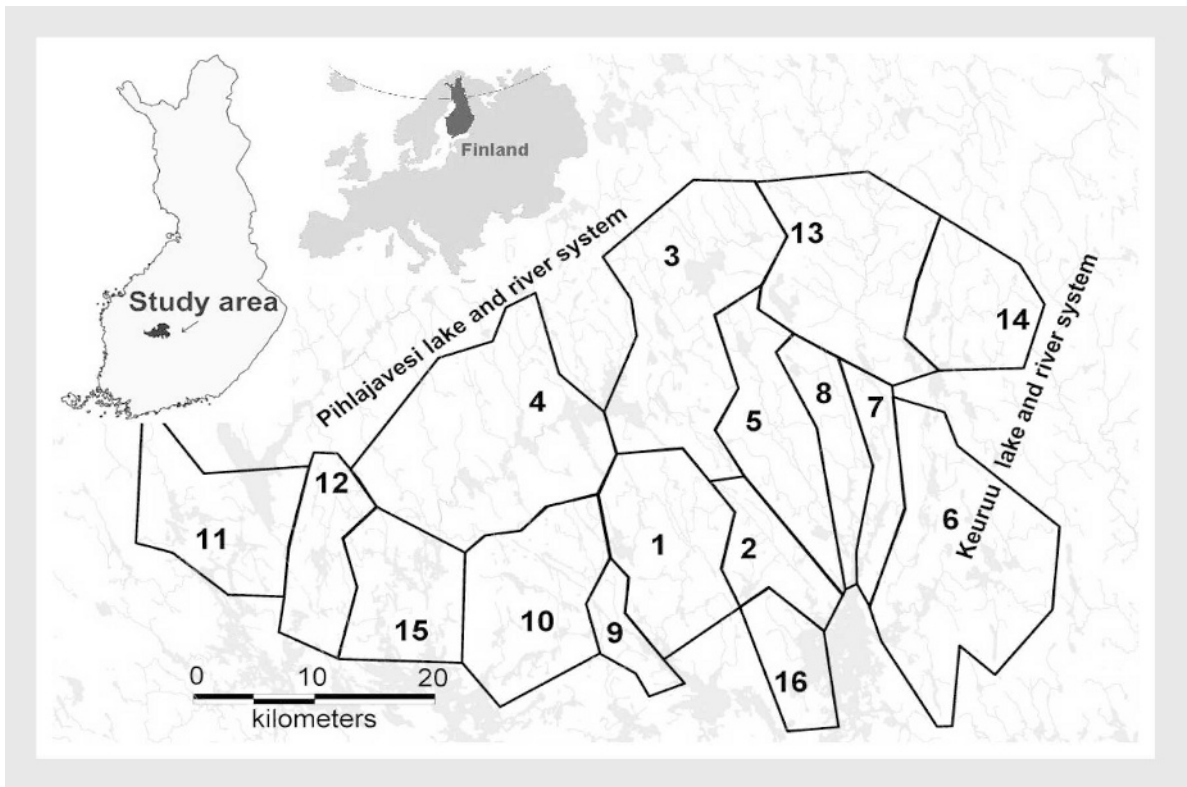 Finland
Study area
Pihlajavesi lake and river system
Keuruu lake and river system
3
13
14
4
5
8
7
12
11
6
1
2
15
10
9
16
0 10 20
kilometers